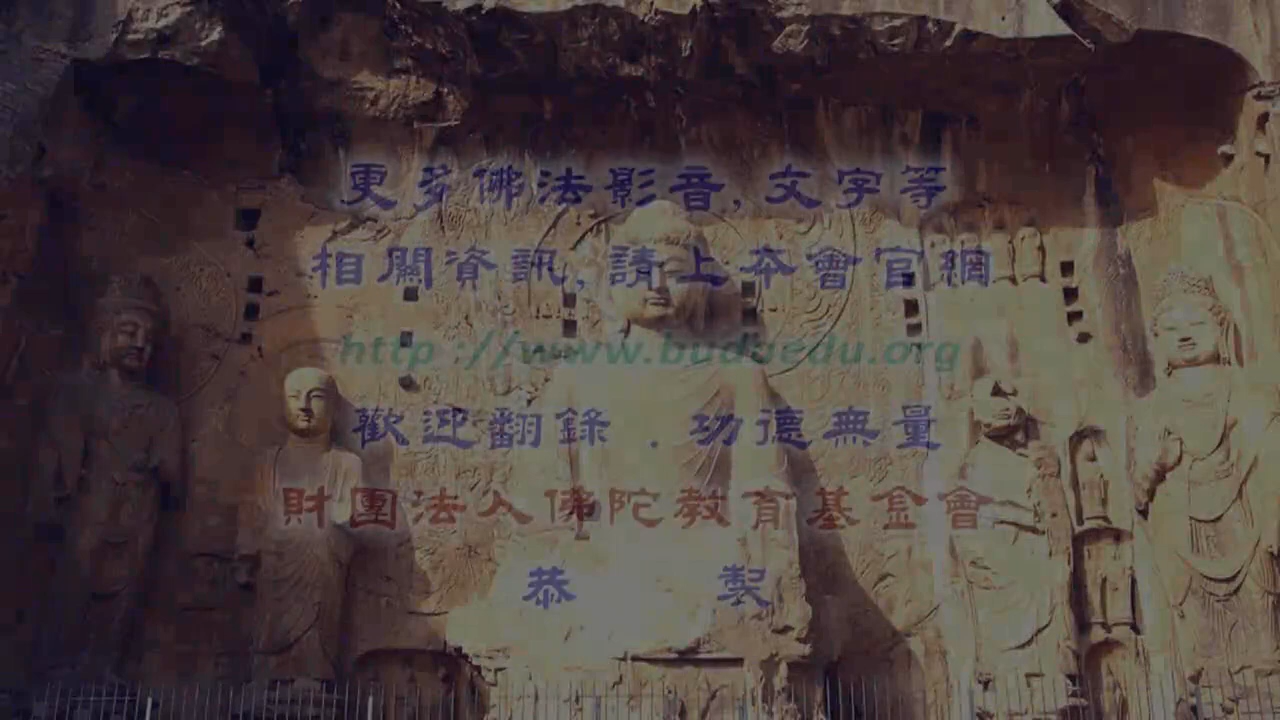 更多佛法影音,文字等
相關資訊,請上本會官網
http://www.budaedu.org
歡迎翻錄．功德無量
財團法人佛陀教育基金會
恭 製